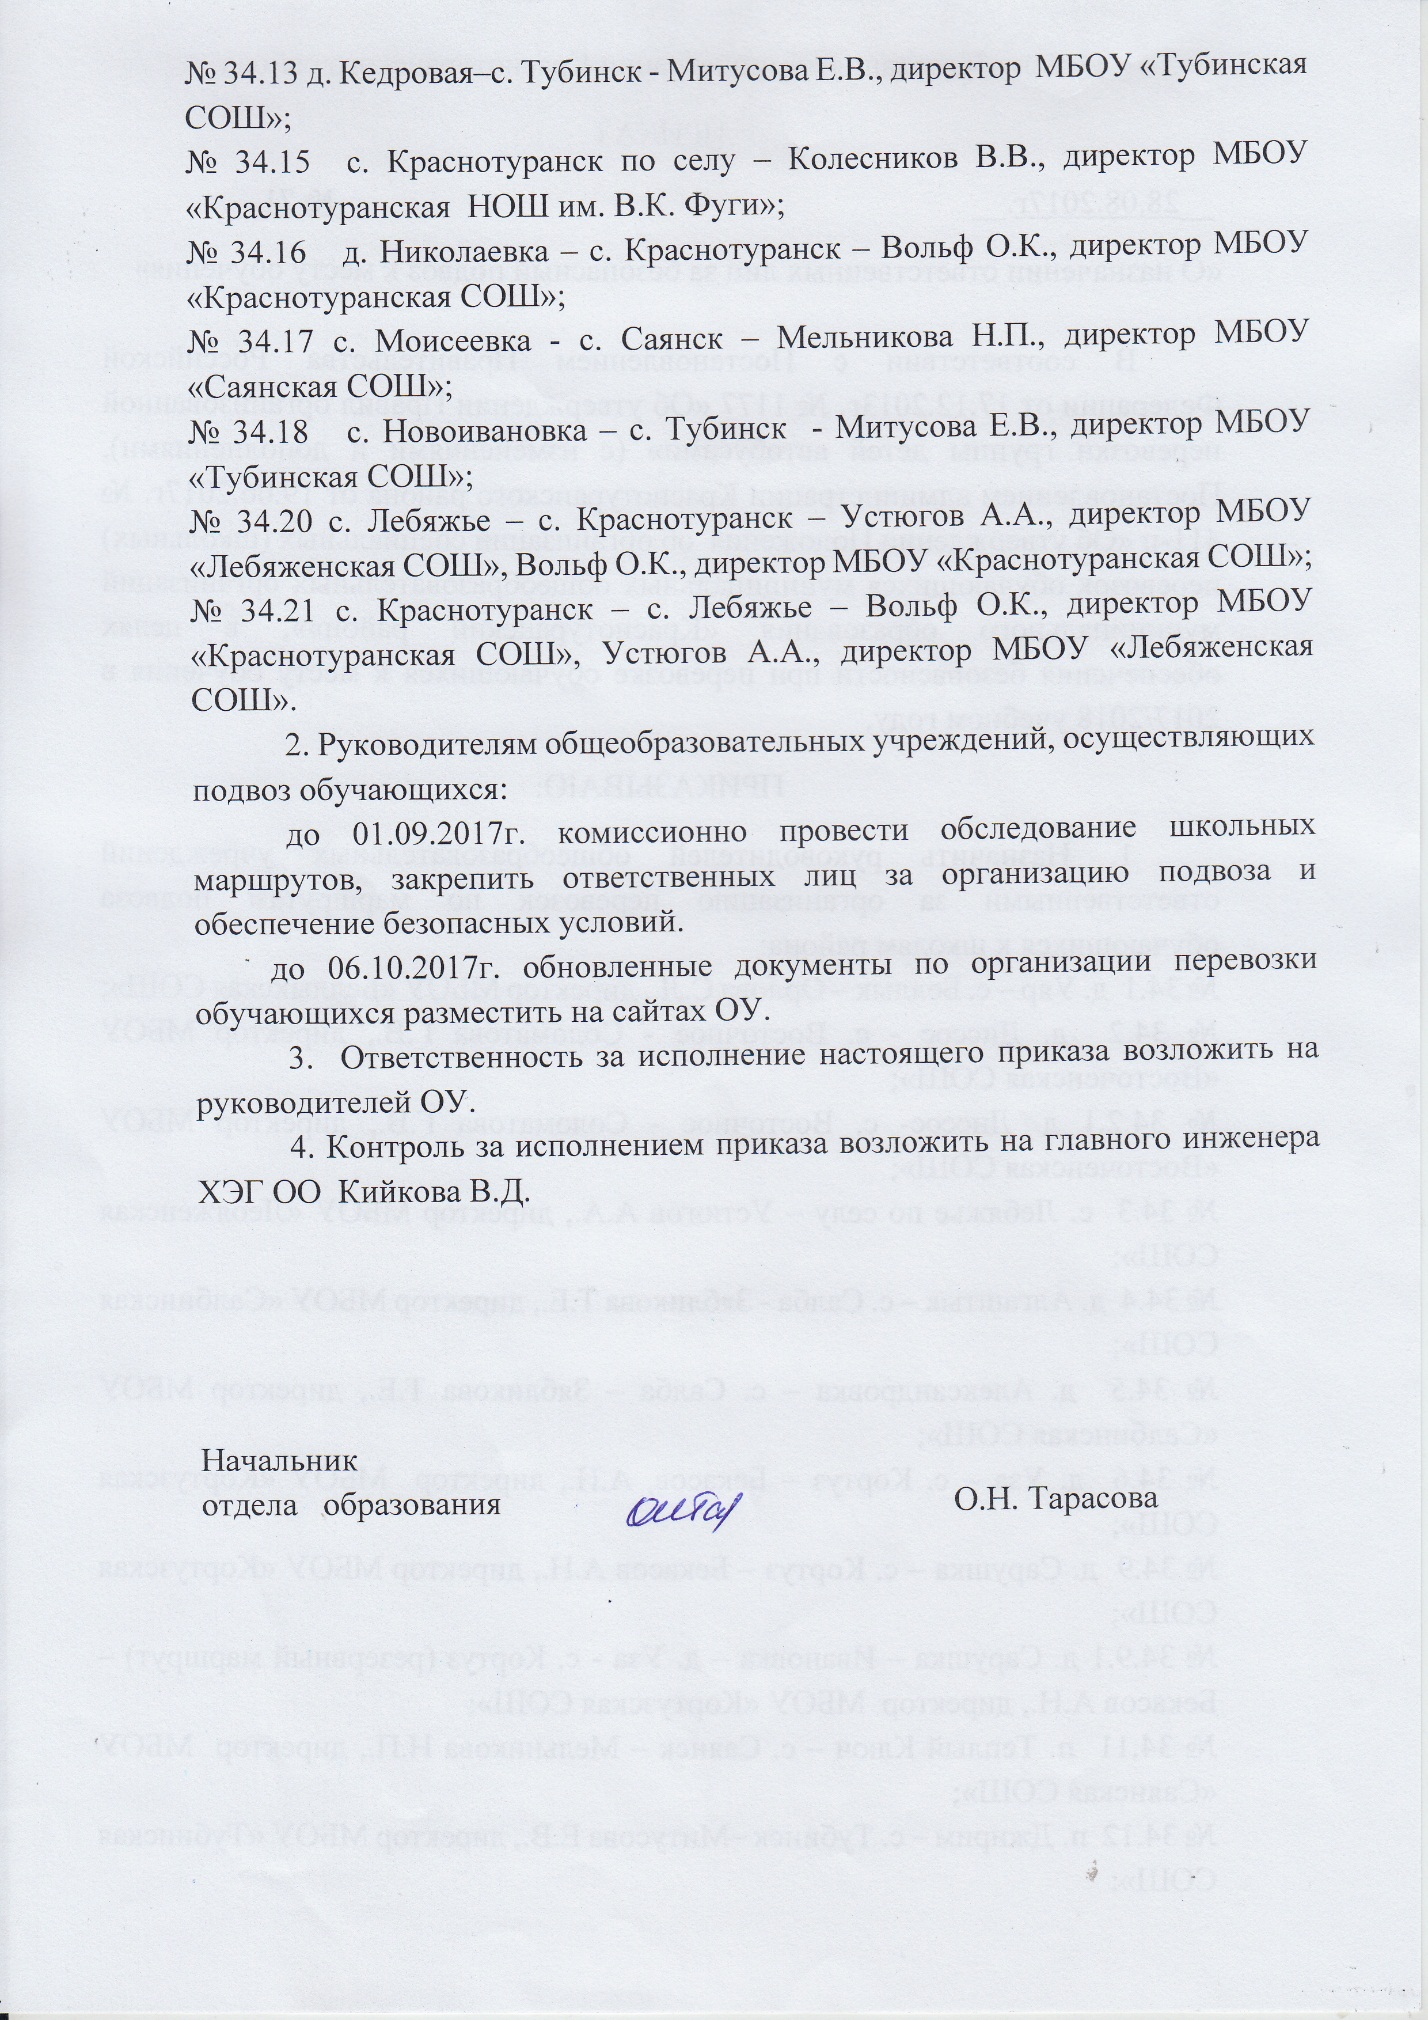 № 34.13 д. Кедровая–с. Тубинск - Митусова Е.В., директор МБОУ «Тубинская
СОШ»;
№ 34.15 с. Краснотуранск по селу – Колесников В.В., директор МБОУ
«Краснотуранская НОШ им. В.К. Фуги»;
№ 34.16 д. Николаевка – с. Краснотуранск – Вольф О.К., директор МБОУ
«Краснотуранская СОШ»;
№ 34.17 с. Моисеевка - с. Саянск – Мельникова Н.П., директор МБОУ
«Саянская СОШ»;
№ 34.18 с. Новоивановка – с. Тубинск - Митусова Е.В., директор МБОУ
«Тубинская СОШ»;
№ 34.20 с. Лебяжье – с. Краснотуранск – Устюгов А.А., директор МБОУ
«Лебяженская СОШ», Вольф О.К., директор МБОУ «Краснотуранская СОШ»;
№ 34.21 с. Краснотуранск – с. Лебяжье – Вольф О.К., директор МБОУ
«Краснотуранская СОШ», Устюгов А.А., директор МБОУ «Лебяженская
СОШ».
2. Руководителям общеобразовательных учреждений, осуществляющих
подвоз обучающихся:
до 01.09.2017г. комиссионно провести обследование школьных
маршрутов, закрепить ответственных лиц за организацию подвоза и
обеспечение безопасных условий.
до 06.10.2017г. обновленные документы по организации перевозки
обучающихся разместить на сайтах ОУ.
3. Ответственность за исполнение настоящего приказа возложить на
руководителей ОУ.
4. Контроль за исполнением приказа возложить на главного инженера
ХЭГ ОО Кийкова В.Д.
Начальник
отдела образования О.Н. Тарасова